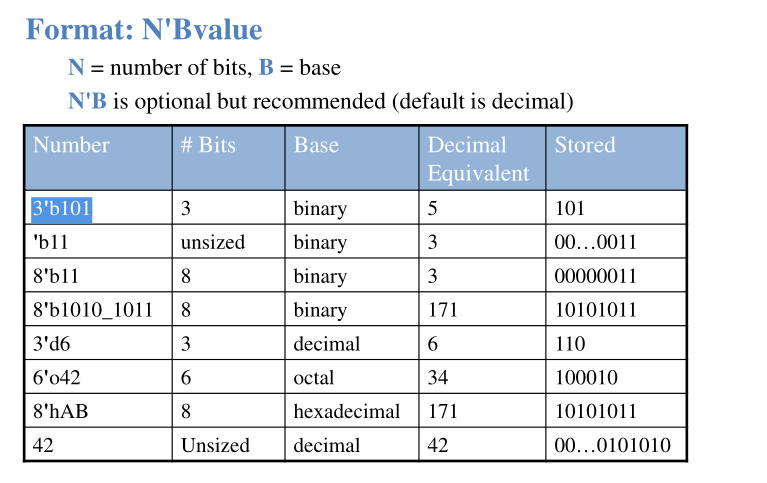 Format: N'Bvalue
N = number of bits, B = base
N'B is optional but recommended (default is decimal)
Number # Bits Base Decimal Equivalent Stored
3'b101 3 binary 5 101
'b11 unsized binary 3 00…0011
8'b11 8 binary 3 00000011
8'b1010_1011 8 binary 171 10101011
3'd6 3 decimal 6 110
6'o42 6 octal 34 100010
8'hAB 8 hexadecimal 171 10101011
42 Unsized decimal 42 00…0101010